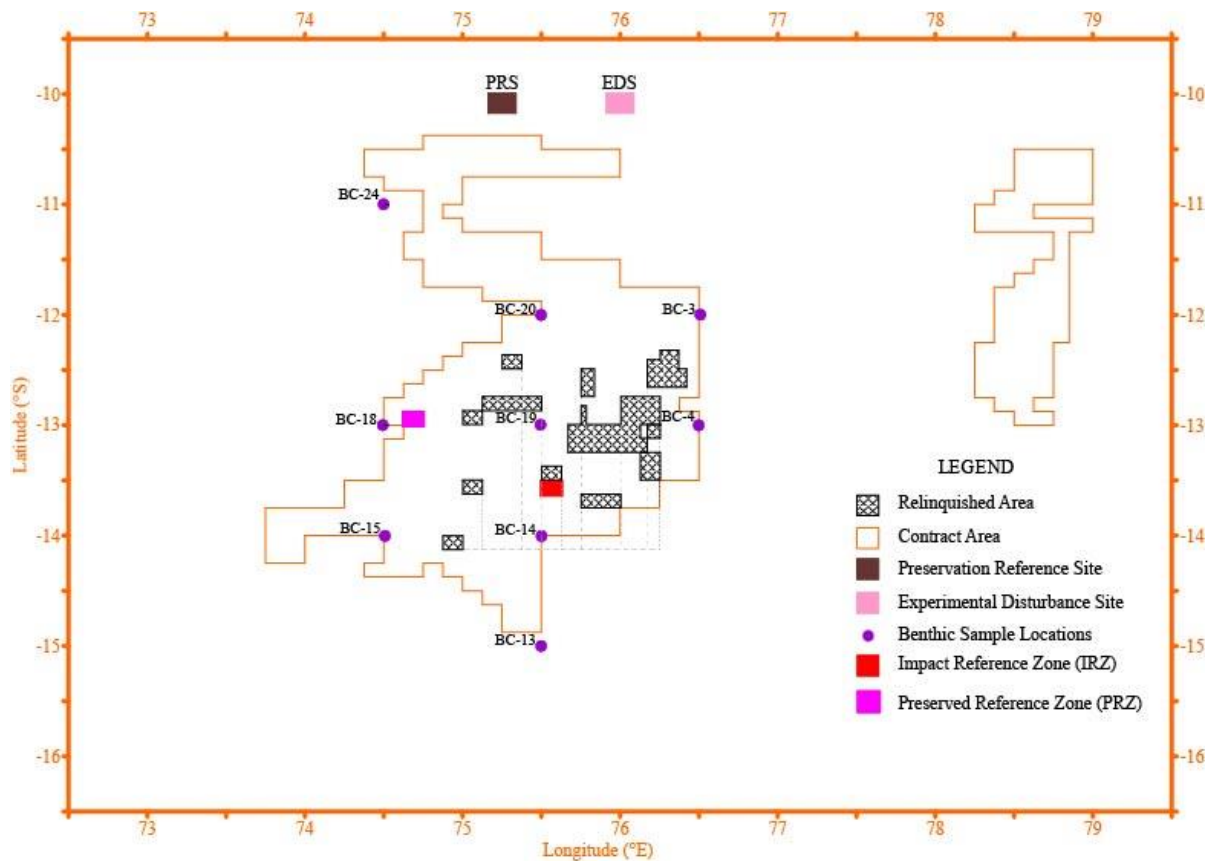 73 74 75 76 77 78 79
PRS EDS
-10 -10
BC-24
-11 -11
BC-20 BC-3
-12 -12
BC-18 BC-19 BC-4
-13 -13
Latitude (°S)
LEGEND
Relinquished Area
BC-15 BC-14
-14 Contract Area -14
Preservation Reference Site
Experimental Disturbance Site
BC-13
-15 Benthic Sample Locations -15
Impact Reference Zone (IRZ)
Preserved Reference Zone (PRZ)
-16 -16
73 74 75 76 77 78 79
Longitude (°E)